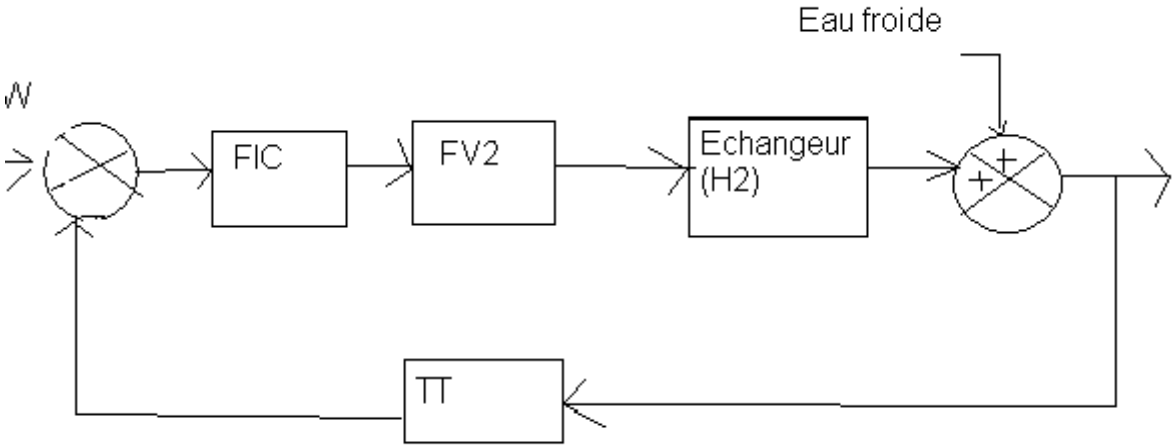 Eau froide
W
FIC
FV2
Echangeur
(H2)
+
+
TT